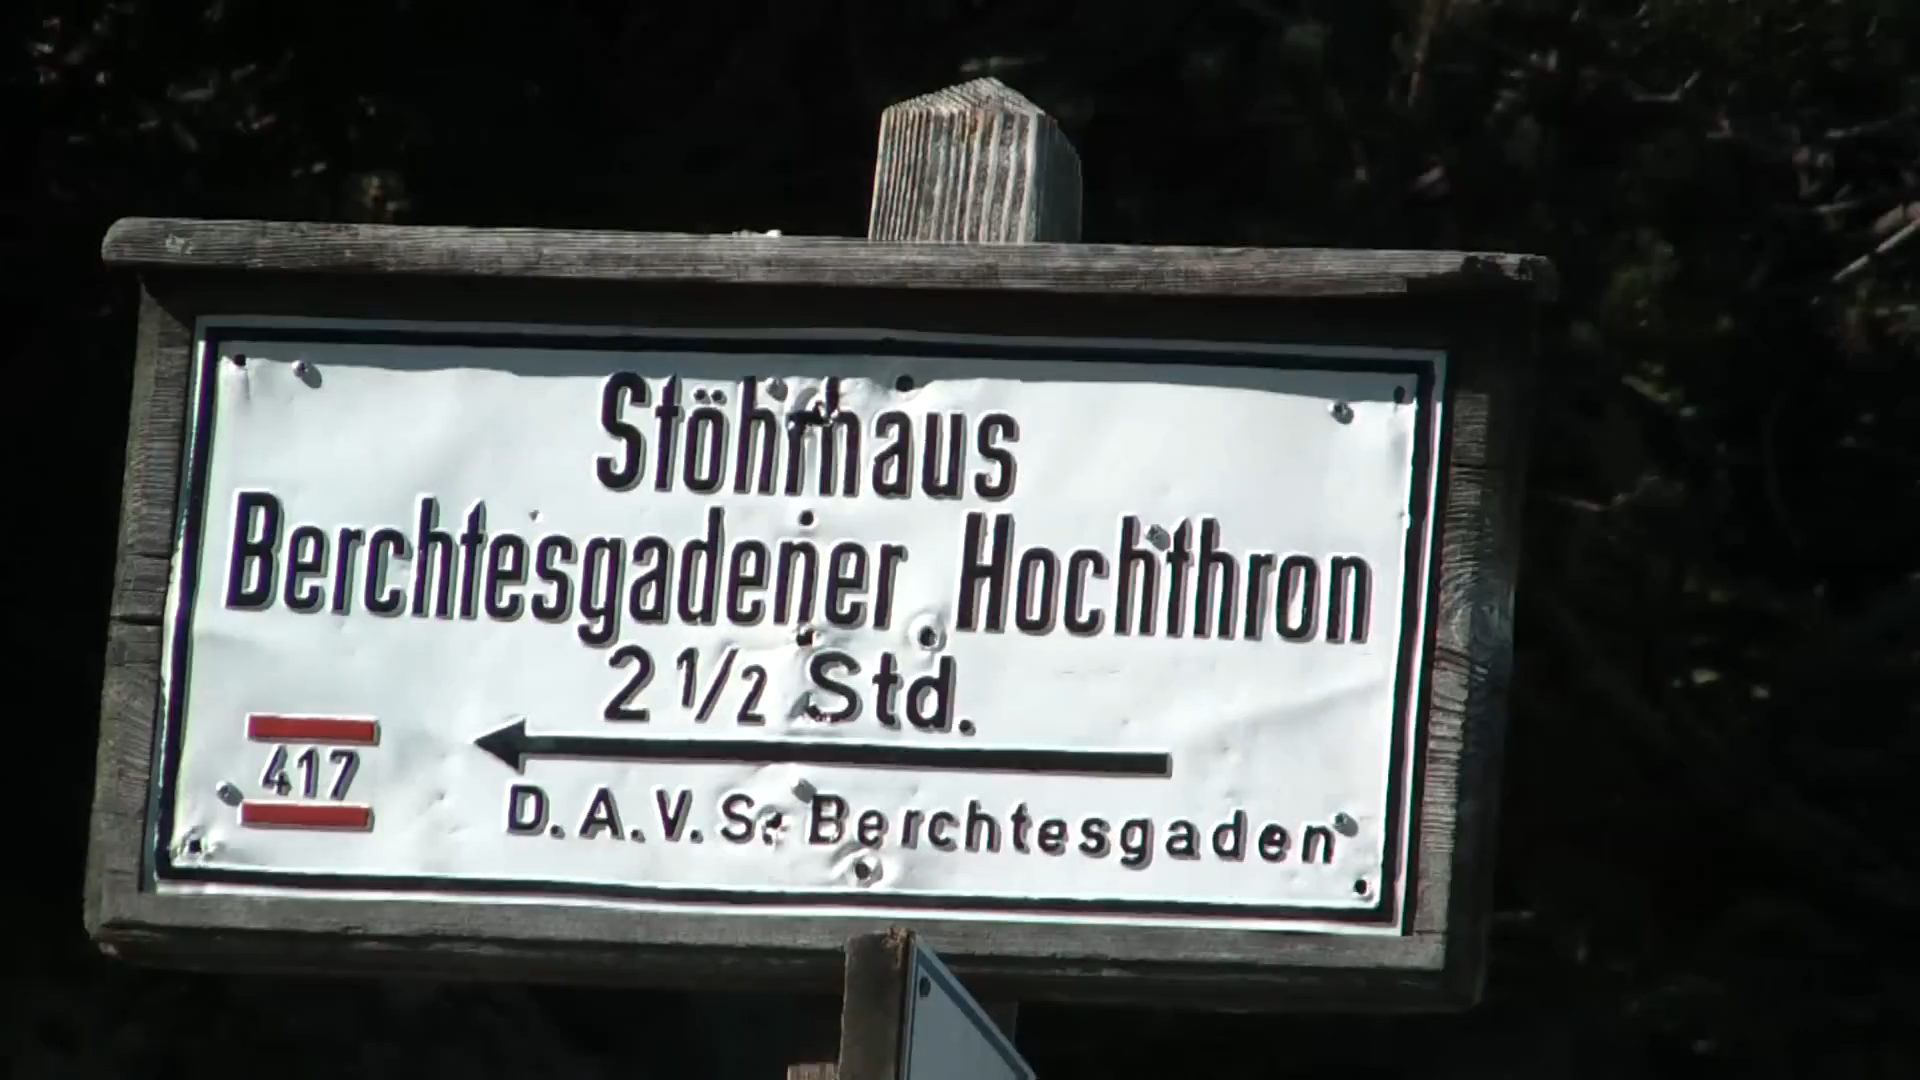 Stöhrhaus
Berchtesgadener Hochthron
2 1/2 Std.
417
D.A.V.S. Berchtesgaden